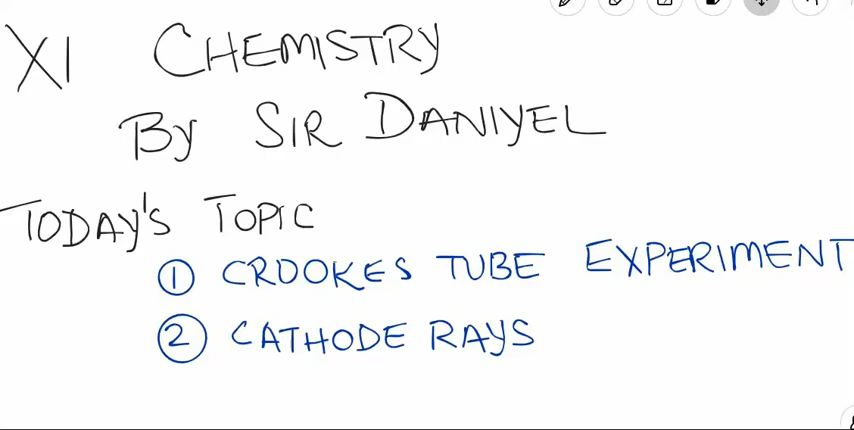 XI CHEMISTRY
By SIR DANIYEL
TODAY'S TOPIC
① CROOKES TUBE EXPERIMENT
② CATHODE RAYS